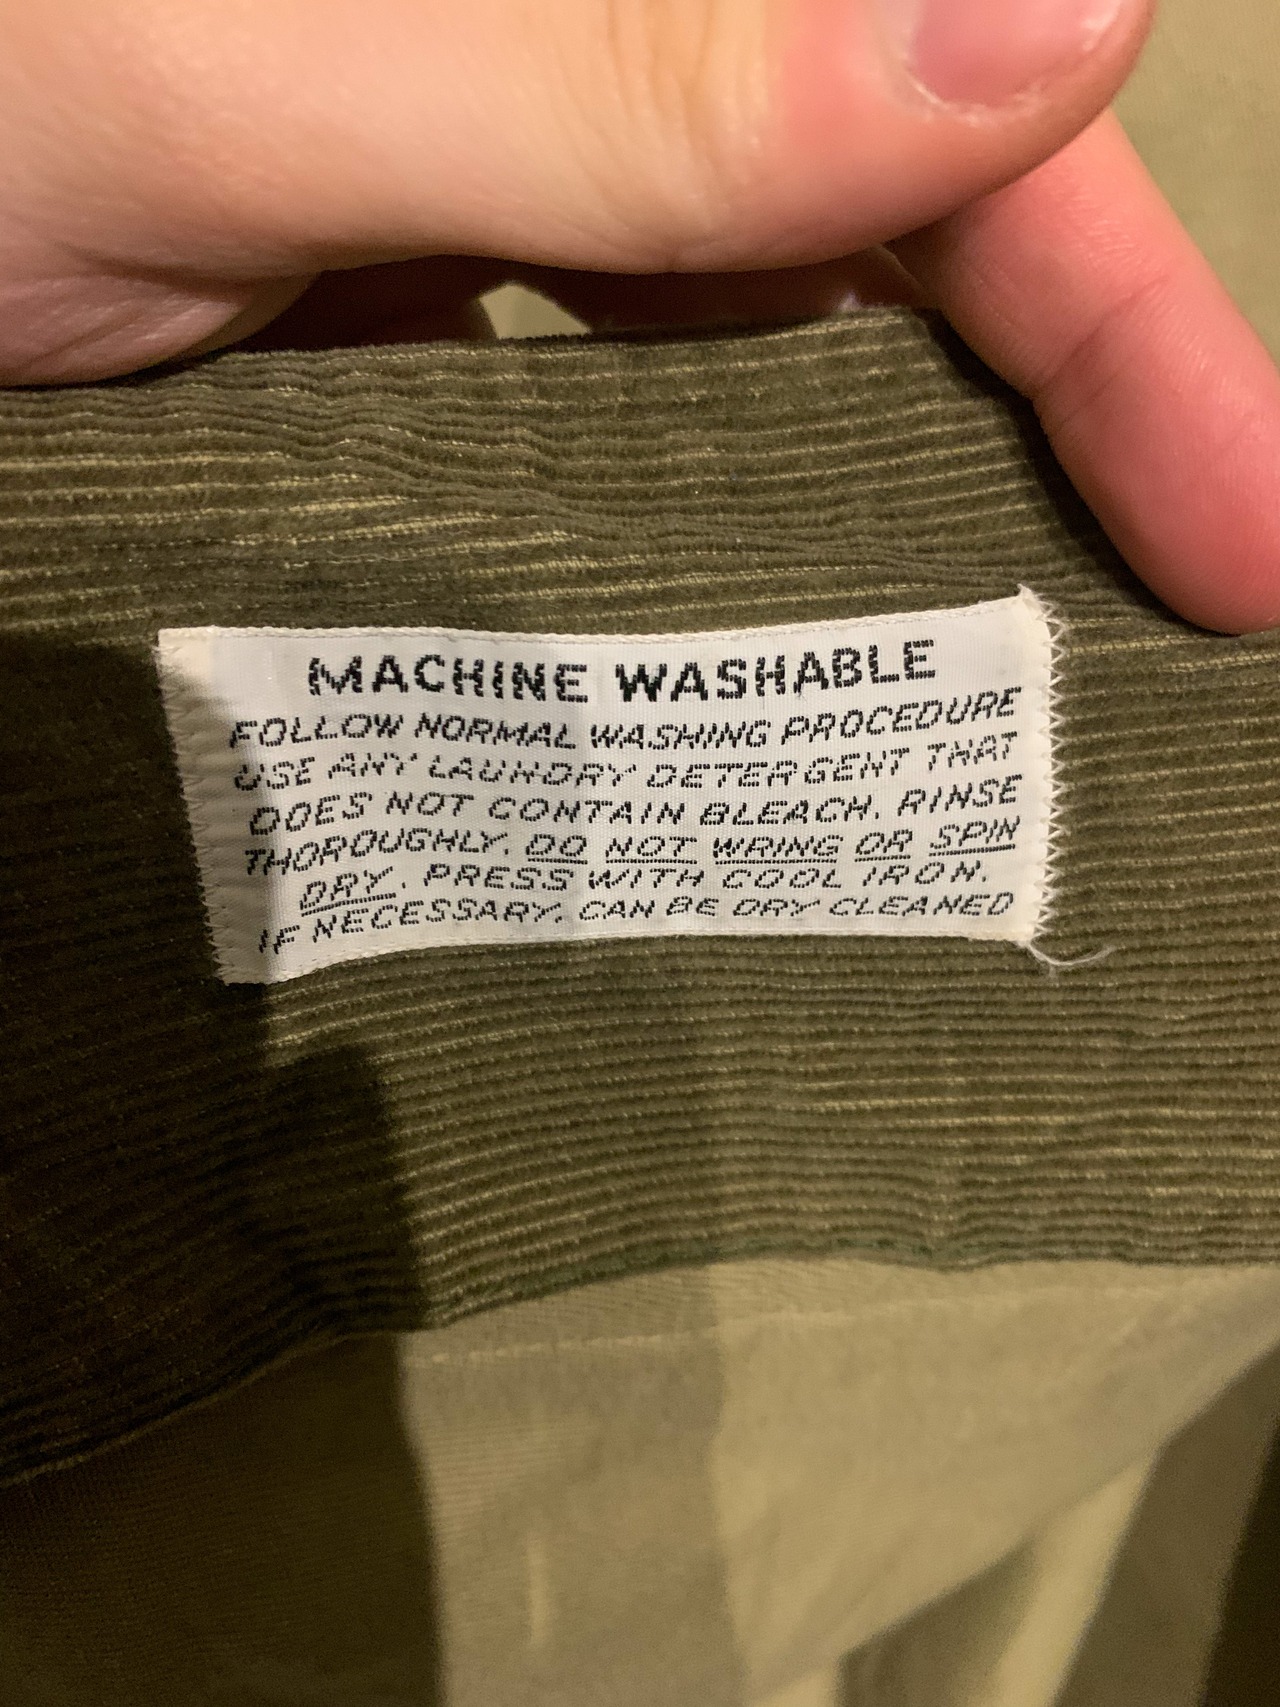 MACHINE WASHABLE
FOLLOW NORMAL WASHING PROCEDURE
USE ANY LAUNDRY DETERGENT THAT
DOES NOT CONTAIN BLEACH. RINSE
THOROUGHLY. DO NOT WRING OR SPIN
DRY. PRESS WITH COOL IRON.
IF NECESSARY, CAN BE DRY CLEANED